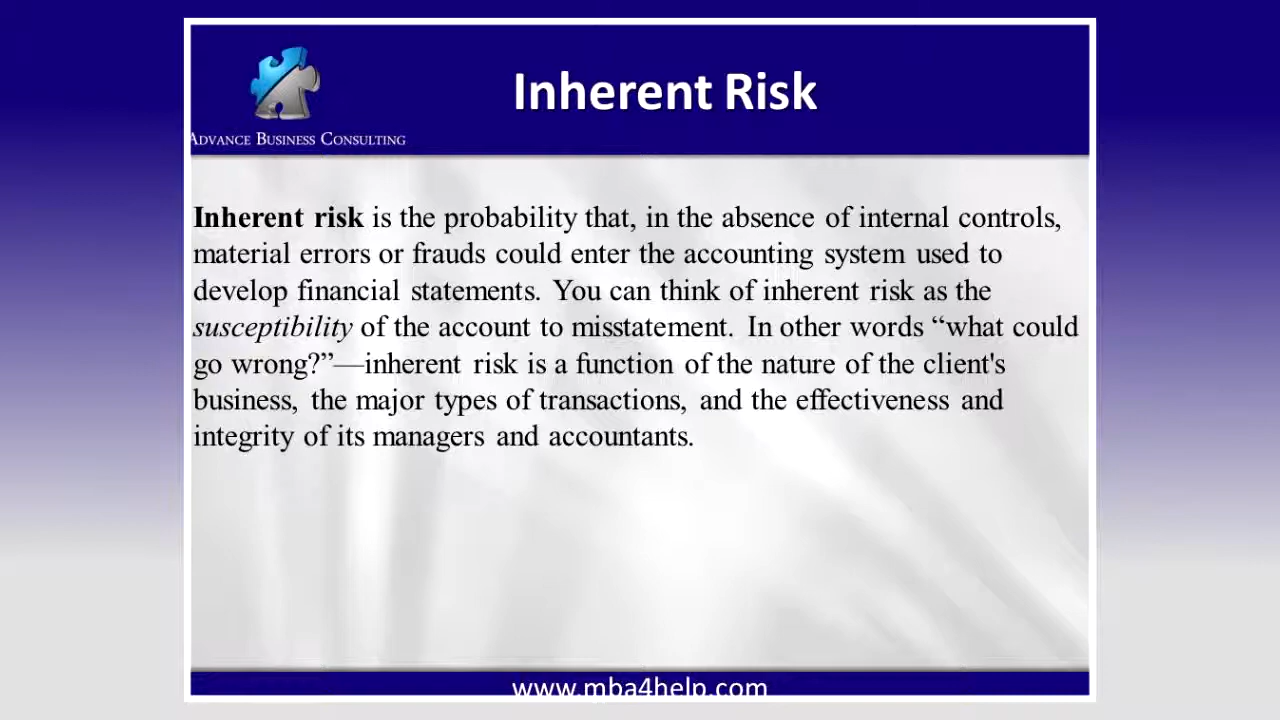 Inherent Risk
ADVANCE BUSINESS CONSULTING
Inherent risk is the probability that, in the absence of internal controls,
material errors or frauds could enter the accounting system used to
develop financial statements. You can think of inherent risk as the
susceptibility of the account to misstatement. In other words “what could
go wrong?”—inherent risk is a function of the nature of the client's
business, the major types of transactions, and the effectiveness and
integrity of its managers and accountants.
www.mba4help.com